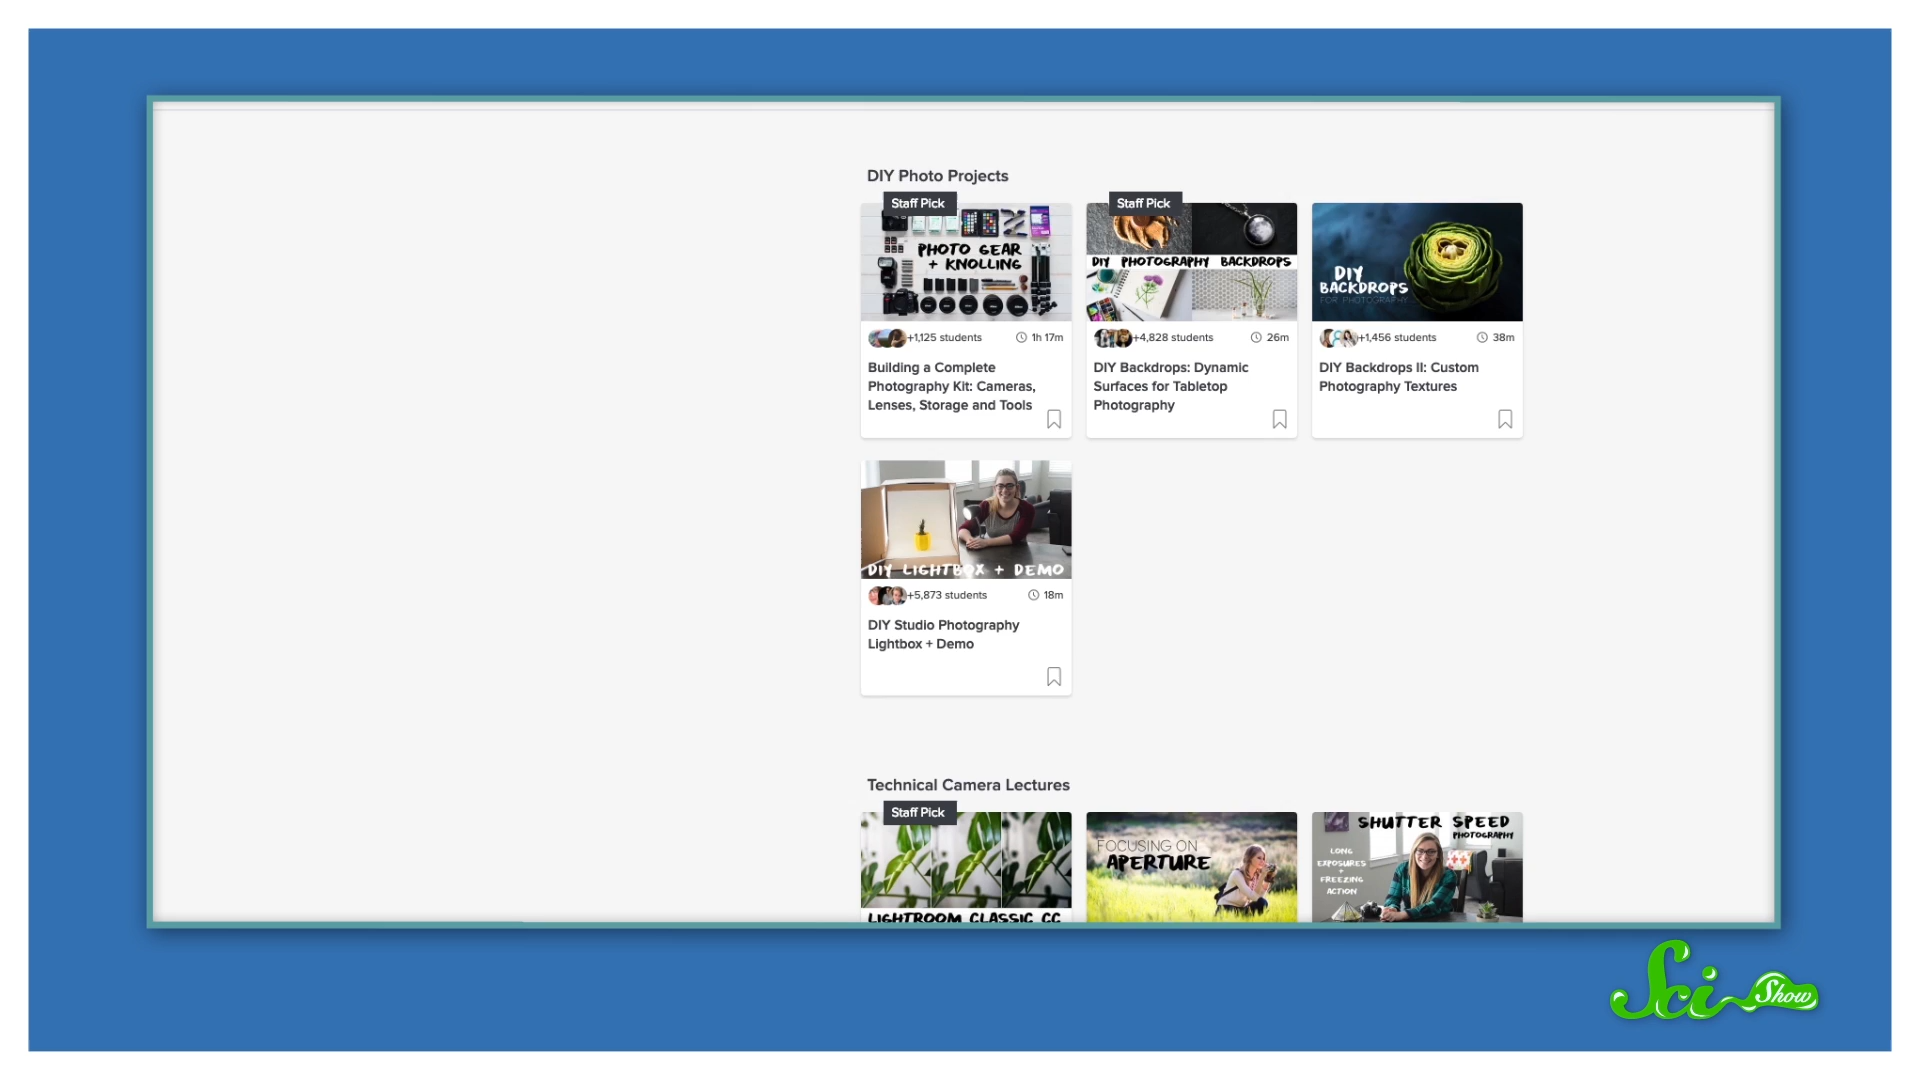 DIY Photo Projects
Staff Pick
PHOTO GEAR
+ KNOLLING
+1,125 students
1h 17m
Building a Complete
Photography Kit: Cameras,
Lenses, Storage and Tools
Staff Pick
DIY PHOTOGRAPHY BACKDROPS
+4,828 students
26m
DIY Backdrops: Dynamic
Surfaces for Tabletop
Photography
DIY
BACKDROPS
FOR PHOTOGRAPHY
+1,456 students
38m
DIY Backdrops II: Custom
Photography Textures
DIY LIGHTBOX + DEMO
+5,873 students
18m
DIY Studio Photography
Lightbox + Demo
Technical Camera Lectures
Staff Pick
LIGHTROOM CLASSIC CC
FOCUSING ON
APERTURE
SHUTTER SPEED
PHOTOGRAPHY
LONG
EXPOSURES
+
FREEZING
ACTION
Sci Show